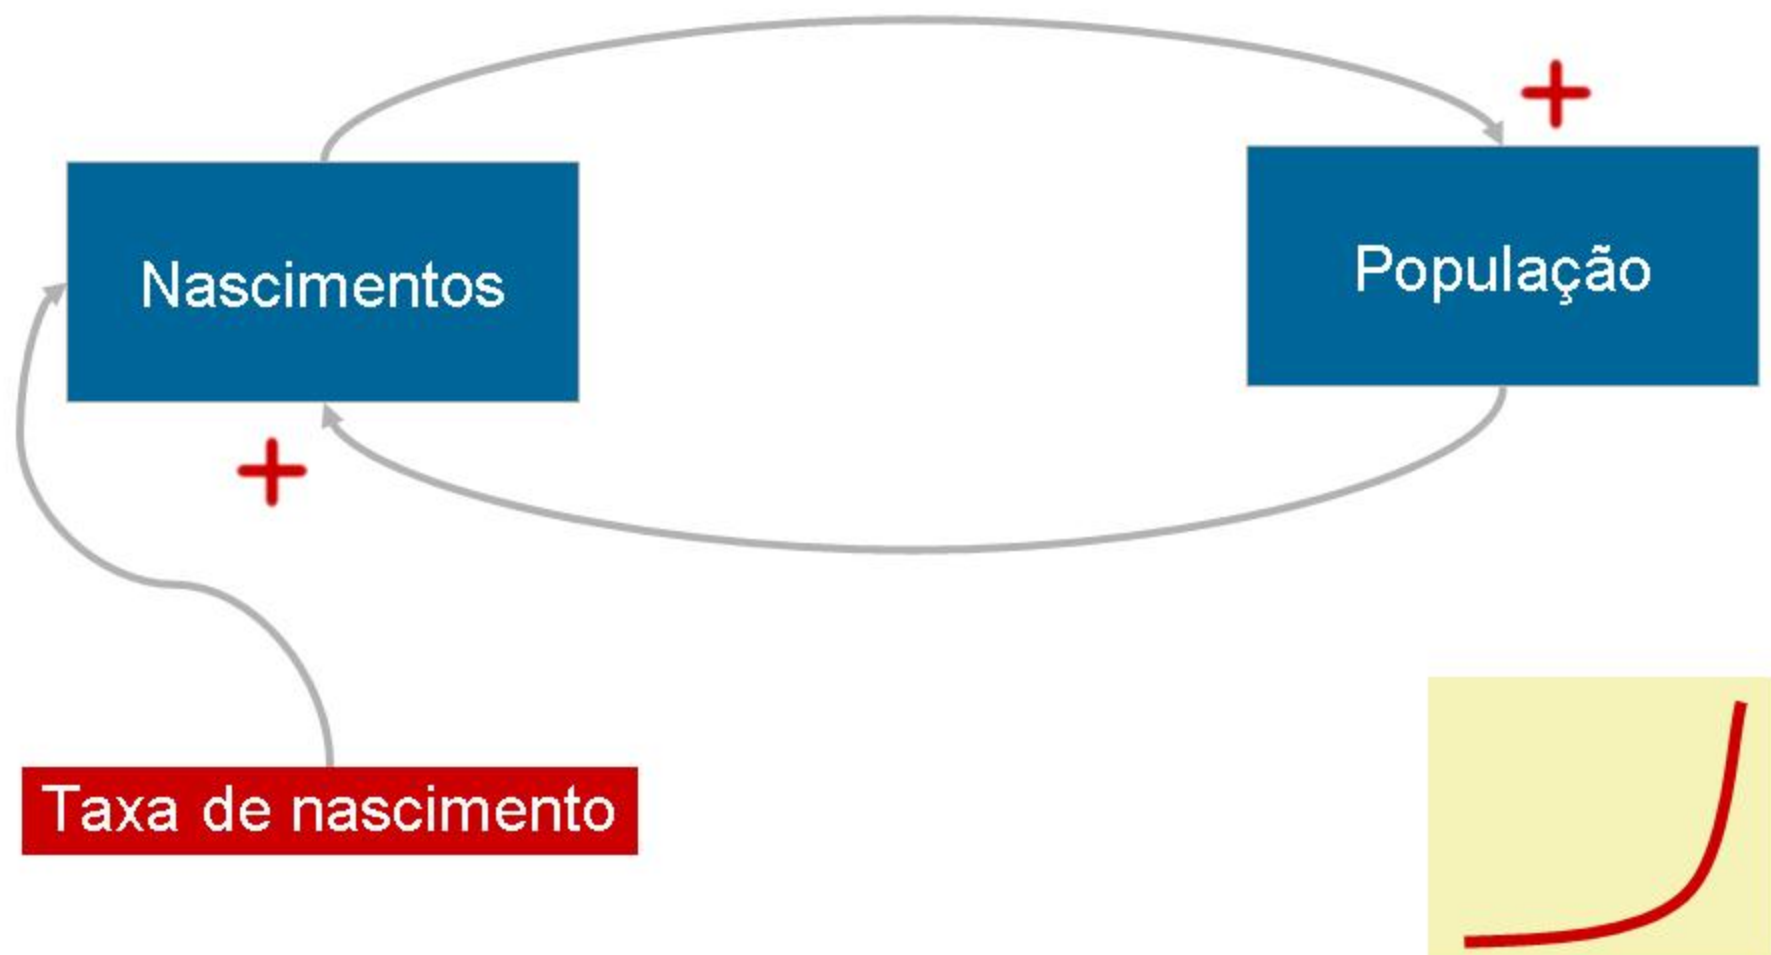 +
Nascimentos
População
+
Taxa de nascimento